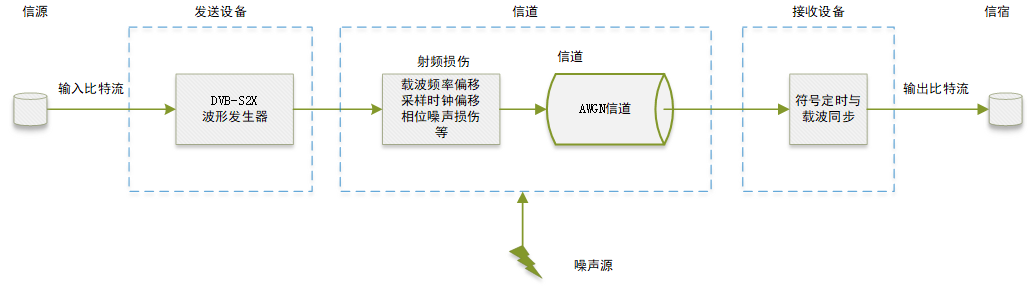 信源
发送设备
信道
接收设备
信宿
射频损伤
信道
输入比特流
DVB-S2X
波形发生器
载波频率偏移
采样时钟偏移
相位噪声损伤
等
AWGN信道
符号定时与
载波同步
输出比特流
噪声源